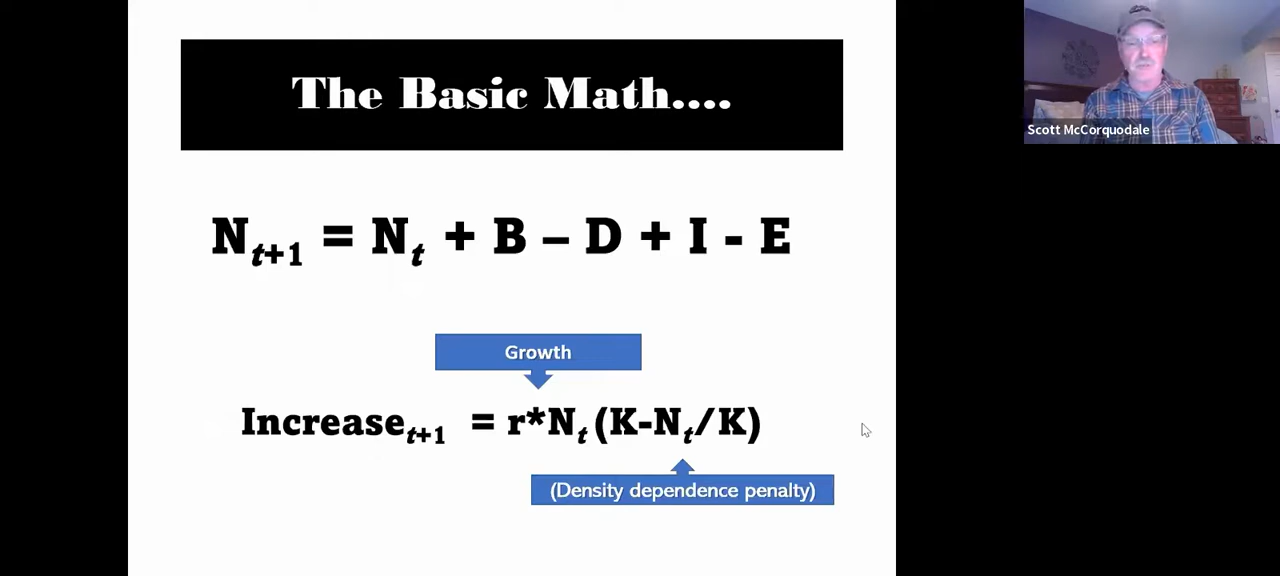 The Basic Math....
Scott McCorquodale
Nₜ₊₁ = Nₜ + B – D + I - E
Growth
Increaseₜ₊₁ = r*Nₜ (K-Nₜ/K)
(Density dependence penalty)